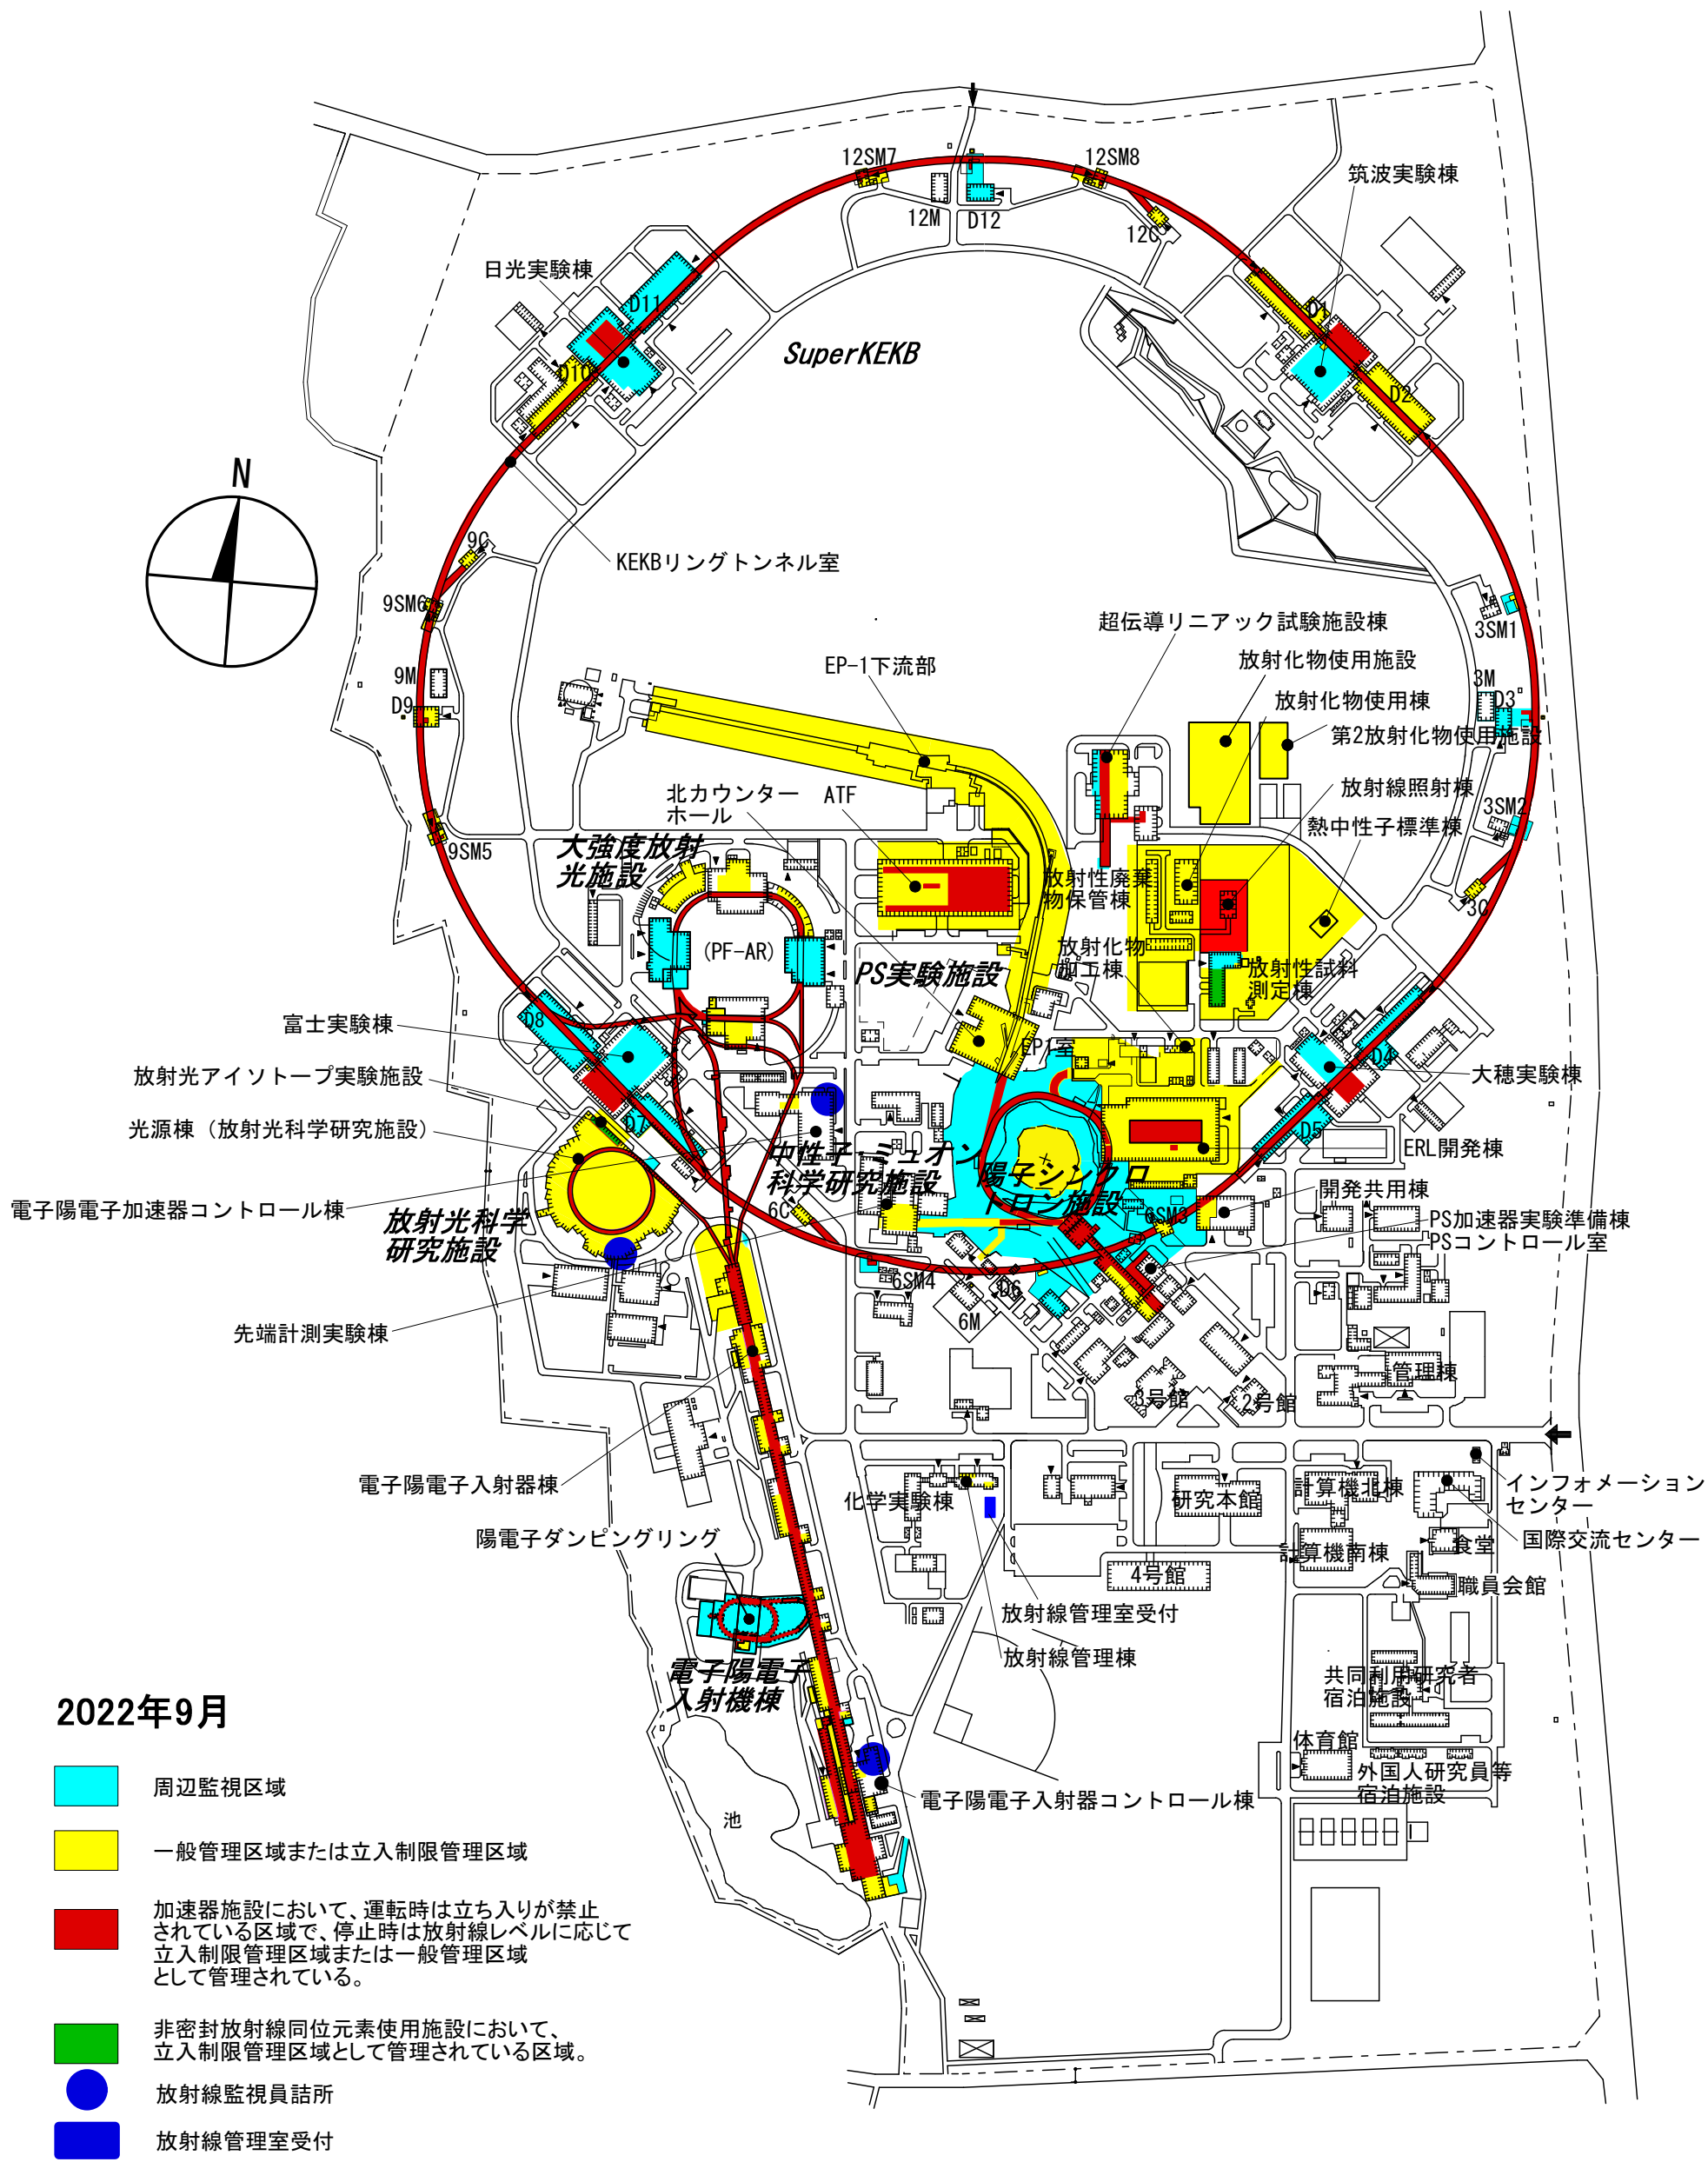 12SM7
12SM8
筑波実験棟
12M
D12
12C
日光実験棟
D11
D1
SuperKEKB
D10
D2
N
9C
KEKBリングトンネル室
9SM6
超伝導リニアック試験施設棟
3SM1
EP-1下流部
放射化物使用施設
9M
3M
D9
放射化物使用棟
D3
第2放射化物使用施設
北カウンター
ホール
ATF
放射線照射棟
3SM2
熱中性子標準棟
9SM5
大強度放射
光施設
放射性廃棄
物保管棟
3C
(PF-AR)
放射化物
加工棟
PS実験施設
放射性試料
測定棟
富士実験棟
D8
EP1室
D4
放射光アイソトープ実験施設
大穂実験棟
光源棟（放射光科学研究施設）
D7
D5
ERL開発棟
中性子-ミュオン
科学研究施設
陽子シンクロ
トロン施設
開発共用棟
電子陽電子加速器コントロール棟
放射光科学
研究施設
6C
6SM3
PS加速器実験準備棟
PSコントロール室
6SM4
D6
6M
先端計測実験棟
管理棟
3号館
2号館
電子陽電子入射器棟
化学実験棟
研究本館
計算機北棟
インフォメーション
センター
陽電子ダンピングリング
国際交流センター
計算機南棟
食堂
4号館
職員会館
放射線管理室受付
放射線管理棟
電子陽電子
入射機棟
共同利用研究者
宿泊施設
2022年9月
体育館
外国人研究員等
宿泊施設
周辺監視区域
電子陽電子入射器コントロール棟
池
一般管理区域または立入制限管理区域
加速器施設において、運転時は立ち入りが禁止
されている区域で、停止時は放射線レベルに応じて
立入制限管理区域または一般管理区域
として管理されている。
非密封放射線同位元素使用施設において、
立入制限管理区域として管理されている区域。
放射線監視員詰所
放射線管理室受付